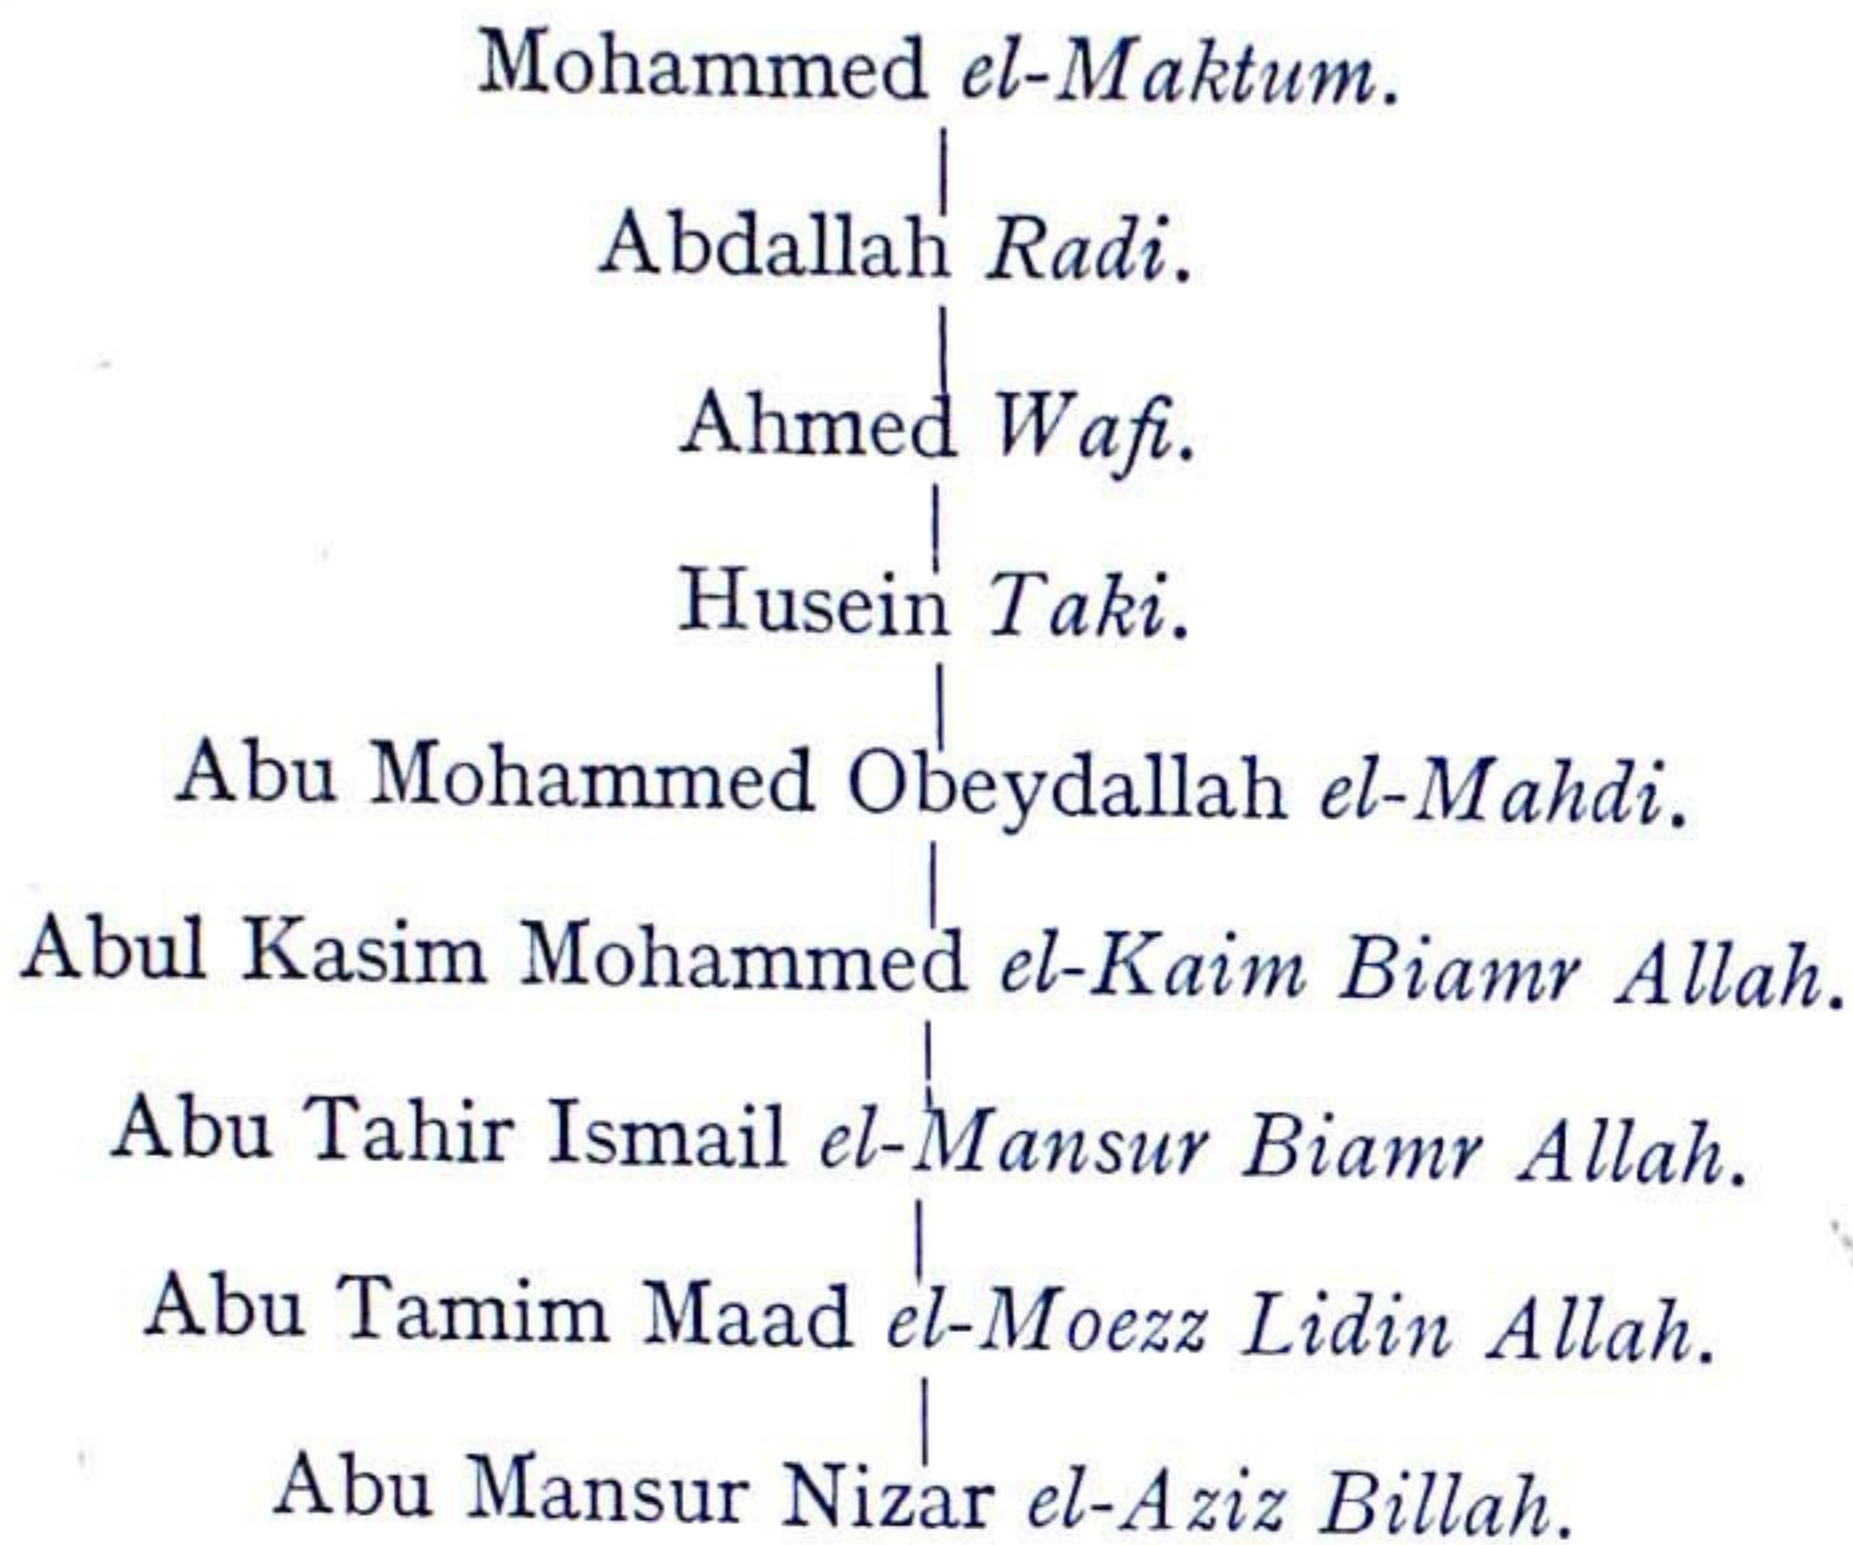 Mohammed el-Maktum.
Abdallah Radi.
Ahmed Wafi.
Husein Taki.
Abu Mohammed Obeydallah el-Mahdi.
Abul Kasim Mohammed el-Kaim Biamr Allah.
Abu Tahir Ismail el-Mansur Biamr Allah.
Abu Tamim Maad el-Moezz Lidin Allah.
Abu Mansur Nizar el-Aziz Billah.